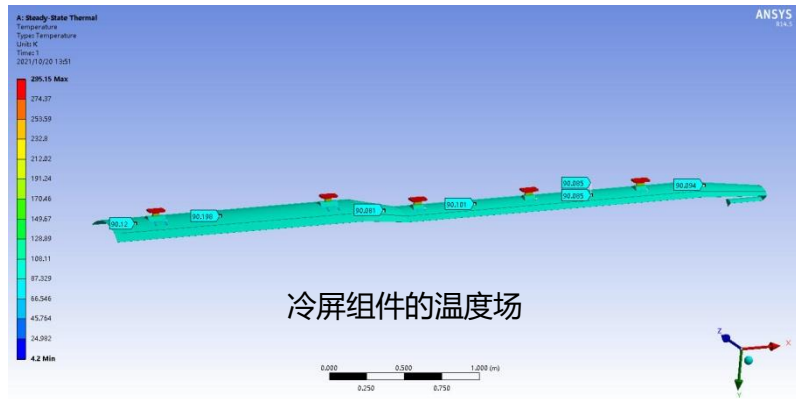 A: Steady-State Thermal
Temperature
Type: Temperature
Unit: K
Time: 1
2021/10/20 13:51
ANSYS
R14.5
295.15 Max
274.37
253.59
232.8
212.02
191.24
170.46
149.67
128.89
108.11
87.329
66.546
45.764
24.982
4.2 Min
90.12
90.198
90.081
90.101
90.085
90.085
90.094
冷屏组件的温度场
0.000
0.500
1.000 (m)
0.250
0.750
Z
X
Y